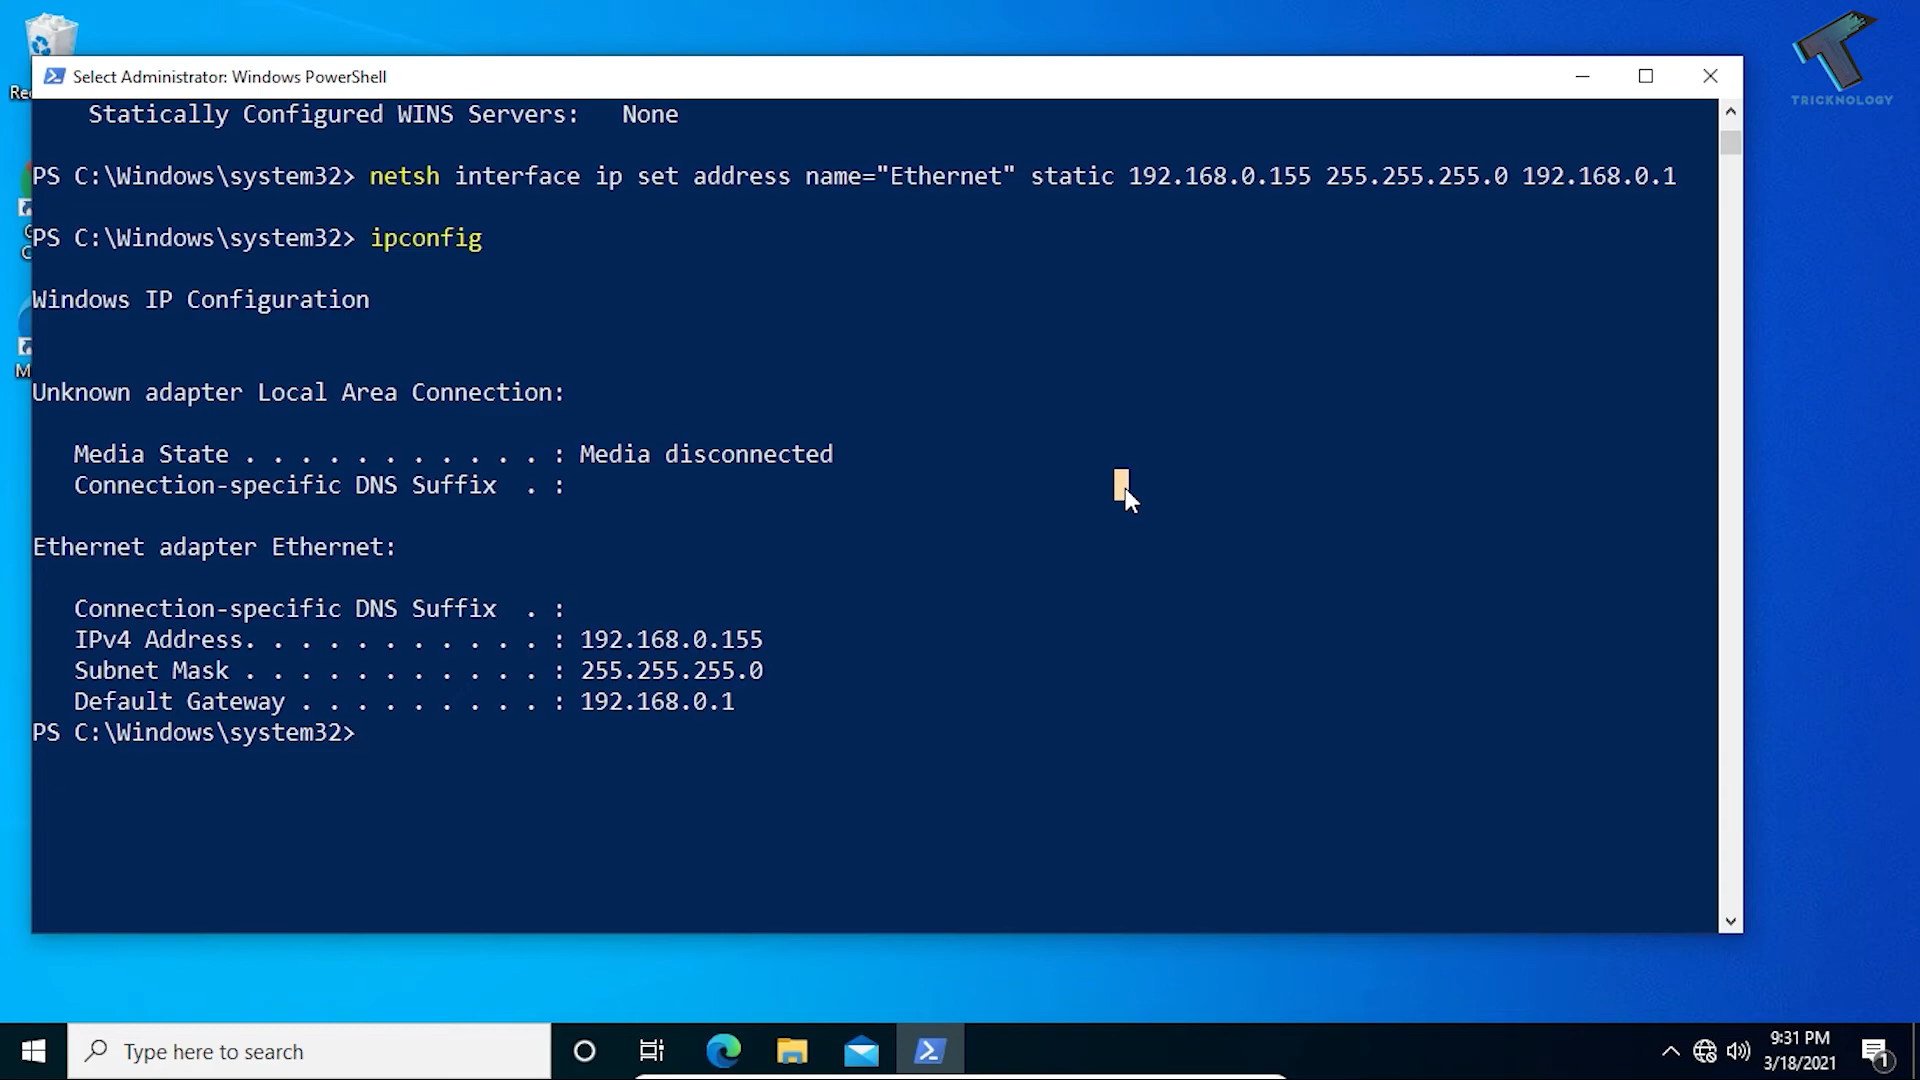 Select Administrator: Windows PowerShell
TRICKNOLOGY
Statically Configured WINS Servers:   None
PS C:\Windows\system32> netsh interface ip set address name="Ethernet" static 192.168.0.155 255.255.255.0 192.168.0.1
PS C:\Windows\system32> ipconfig
Windows IP Configuration
Unknown adapter Local Area Connection:
Media State . . . . . . . . . . . : Media disconnected
Connection-specific DNS Suffix  . :
Ethernet adapter Ethernet:
Connection-specific DNS Suffix  . :
IPv4 Address. . . . . . . . . . . : 192.168.0.155
Subnet Mask . . . . . . . . . . . : 255.255.255.0
Default Gateway . . . . . . . . . : 192.168.0.1
PS C:\Windows\system32>
Type here to search
9:31 PM
3/18/2021
1